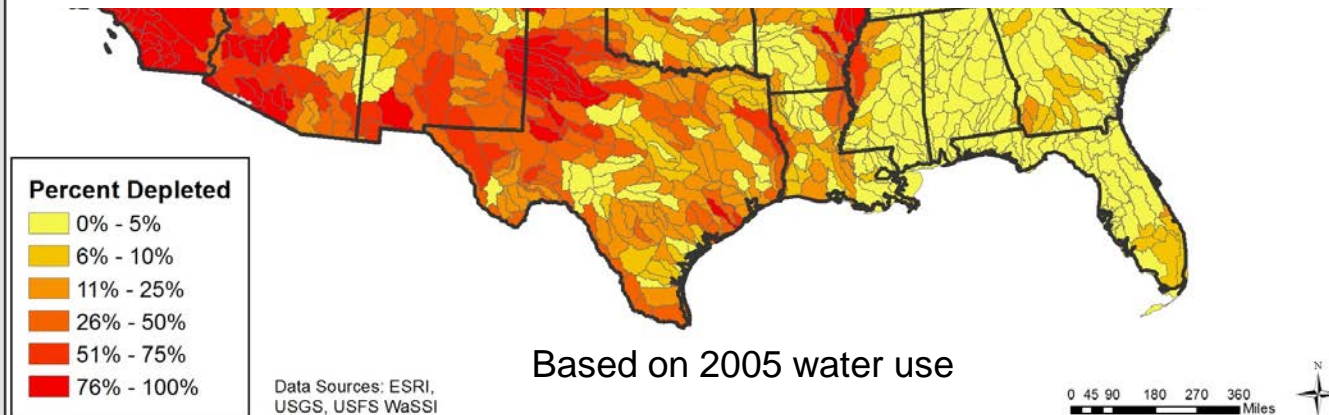 Percent Depleted
0% - 5%
6% - 10%
11% - 25%
26% - 50%
51% - 75%
76% - 100%
Data Sources: ESRI,
USGS, USFS WaSSI
Based on 2005 water use
0 45 90 180 270 360
Miles
N